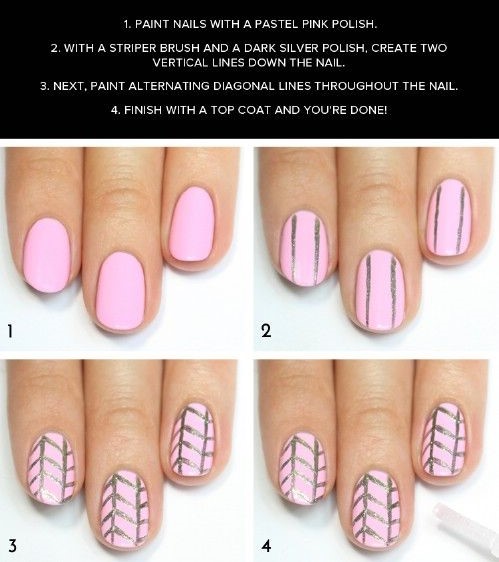 1. PAINT NAILS WITH A PASTEL PINK POLISH.
2. WITH A STRIPER BRUSH AND A DARK SILVER POLISH, CREATE TWO
VERTICAL LINES DOWN THE NAIL.
3. NEXT, PAINT ALTERNATING DIAGONAL LINES THROUGHOUT THE NAIL.
4. FINISH WITH A TOP COAT AND YOU'RE DONE!
1
2
3
4